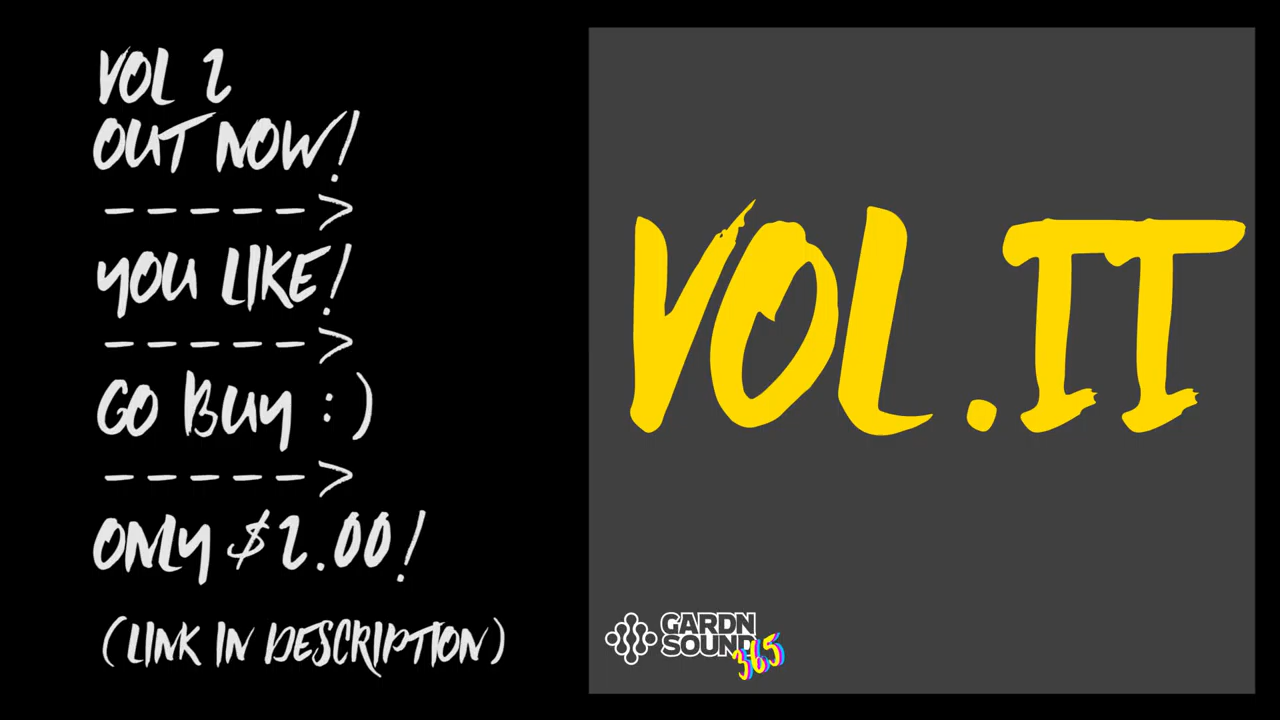 VOL 2
OUT NOW!
----->
YOU LIKE!
----->
GO BUY :)
----->
ONLY $2.00!
(LINK IN DESCRIPTION)
VOL.II
GARDN
SOUND
365